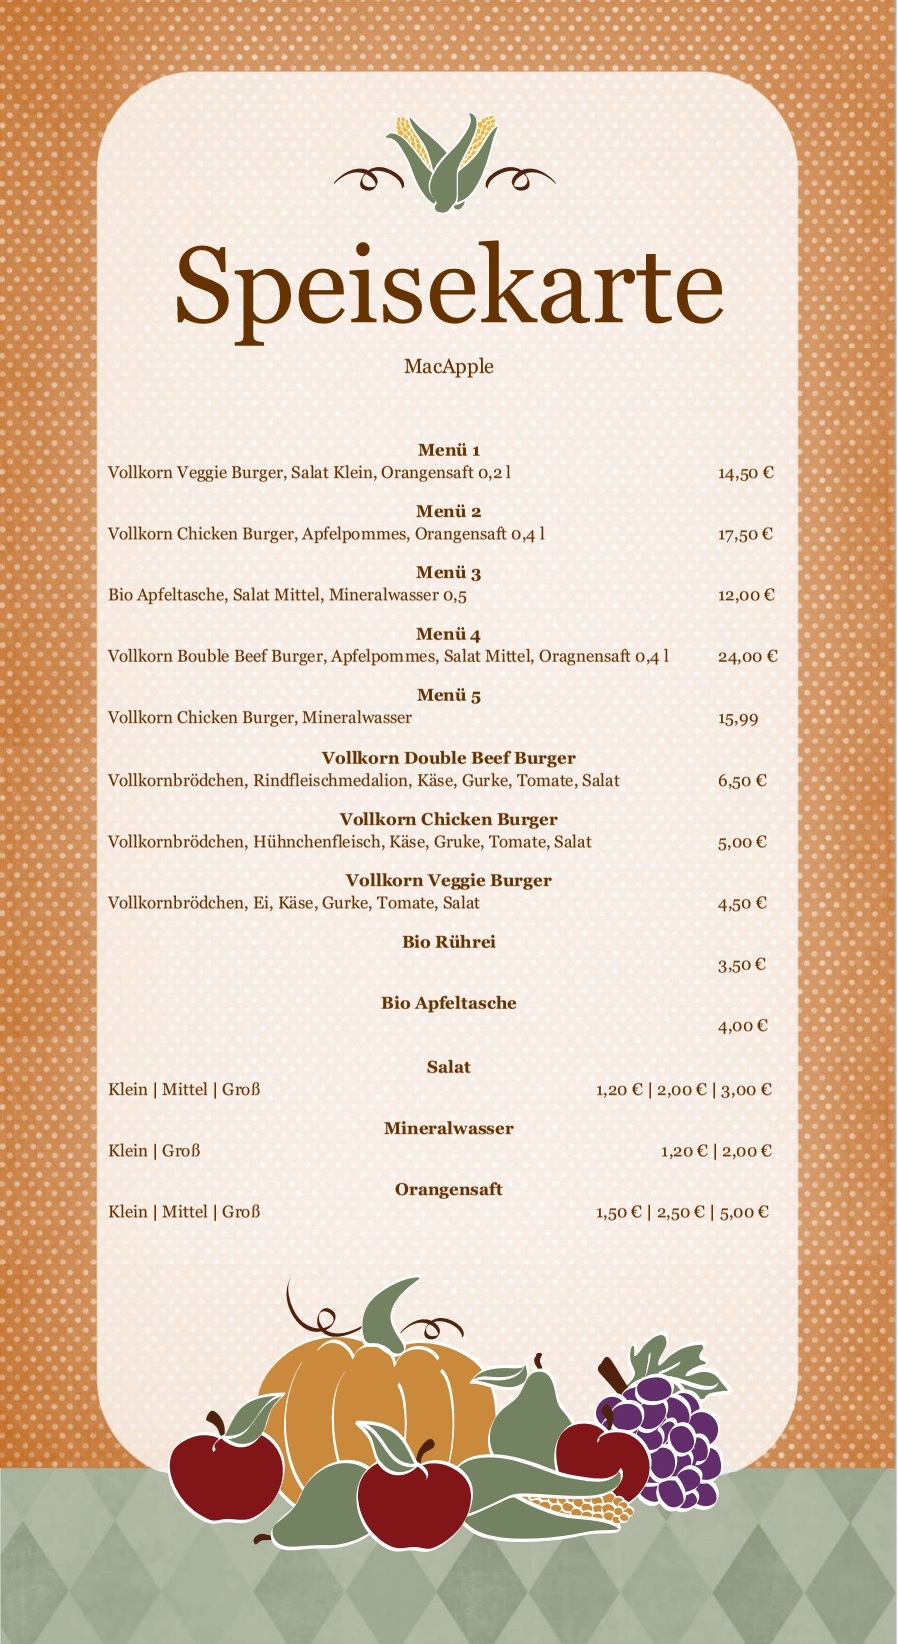 Speisekarte
MacApple
Menü 1
Vollkorn Veggie Burger, Salat Klein, Orangensaft 0,2 l 14,50 €
Menü 2
Vollkorn Chicken Burger, Apfelpommes, Orangensaft 0,4 l 17,50 €
Menü 3
Bio Apfeltasche, Salat Mittel, Mineralwasser 0,5 12,00 €
Menü 4
Vollkorn Bouble Beef Burger, Apfelpommes, Salat Mittel, Oragnensaft 0,4 l 24,00 €
Menü 5
Vollkorn Chicken Burger, Mineralwasser 15,99
Vollkorn Double Beef Burger
Vollkornbrödchen, Rindfleischmedalion, Käse, Gurke, Tomate, Salat 6,50 €
Vollkorn Chicken Burger
Vollkornbrödchen, Hühnchenfleisch, Käse, Gruke, Tomate, Salat 5,00 €
Vollkorn Veggie Burger
Vollkornbrödchen, Ei, Käse, Gurke, Tomate, Salat 4,50 €
Bio Rührei
3,50 €
Bio Apfeltasche
4,00 €
Salat
Klein | Mittel | Groß 1,20 € | 2,00 € | 3,00 €
Mineralwasser
Klein | Groß 1,20 € | 2,00 €
Orangensaft
Klein | Mittel | Groß 1,50 € | 2,50 € | 5,00 €